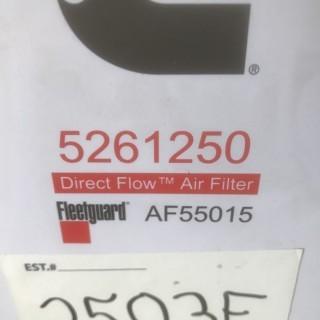 ®
5261250
Direct Flow™ Air Filter
Fleetguard® AF55015
EST.#